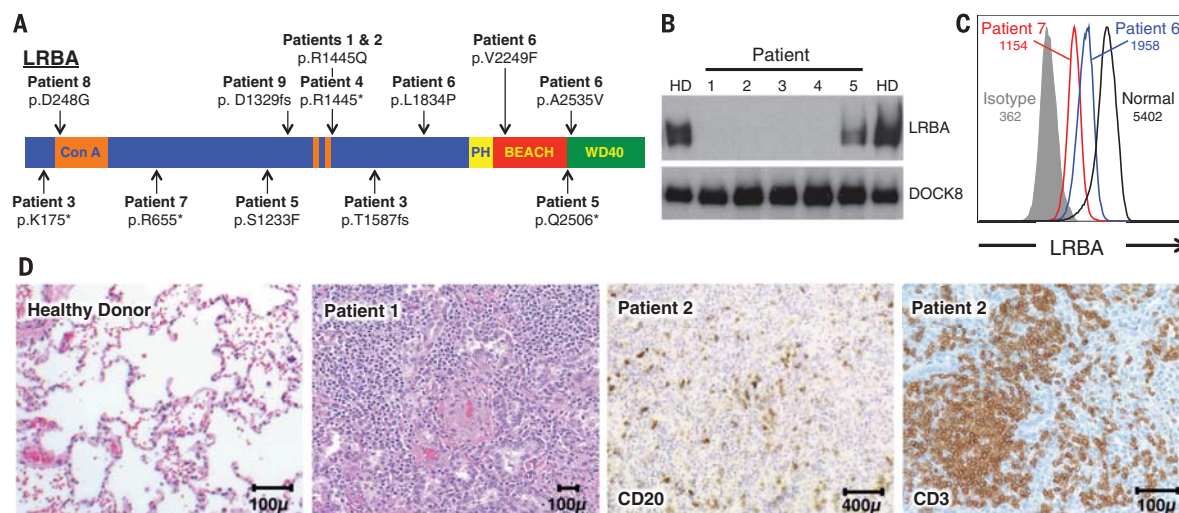 A
LRBA
Patients 1 & 2
p.R1445Q
Patient 6
p.V2249F
Patient 8
p.D248G
Patient 9
p. D1329fs
Patient 4
p.R1445*
Patient 6
p.L1834P
Patient 6
p.A2535V
Con A
PH
BEACH
WD40
Patient 3
p.K175*
Patient 7
p.R655*
Patient 5
p.S1233F
Patient 3
p.T1587fs
Patient 5
p.Q2506*
B
Patient
HD 1 2 3 4 5 HD
LRBA
DOCK8
C
Patient 7
1154
Patient 6
1958
Isotype
362
Normal
5402
LRBA
D
Healthy Donor
100µ
Patient 1
100µ
Patient 2
CD20
400µ
Patient 2
CD3
100µ